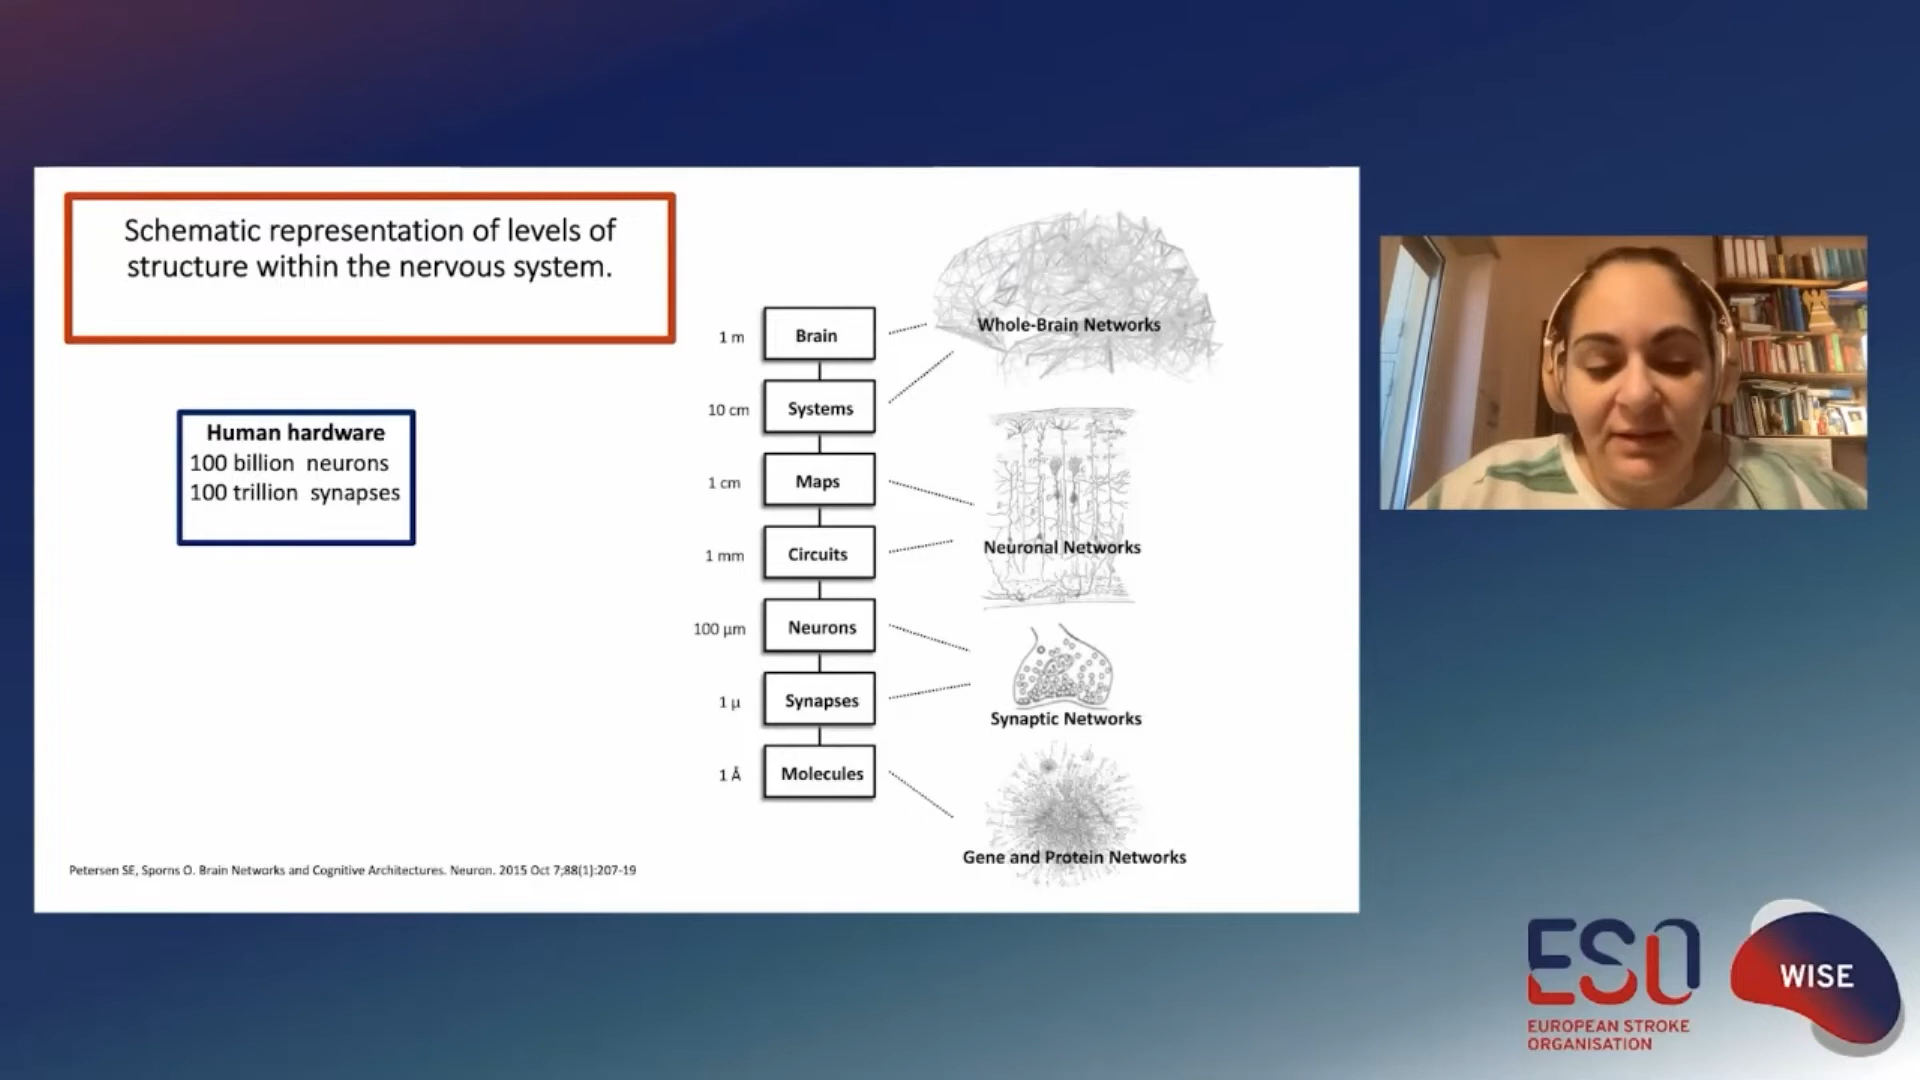 Schematic representation of levels of
structure within the nervous system.
Human hardware
100 billion neurons
100 trillion synapses
1 m
Brain
10 cm
Systems
1 cm
Maps
1 mm
Circuits
100 µm
Neurons
1 µ
Synapses
1 Å
Molecules
Whole-Brain Networks
Neuronal Networks
Synaptic Networks
Gene and Protein Networks
Petersen SE, Sporns O. Brain Networks and Cognitive Architectures. Neuron. 2015 Oct 7;88(1):207-19
ESO
EUROPEAN STROKE
ORGANISATION
WISE